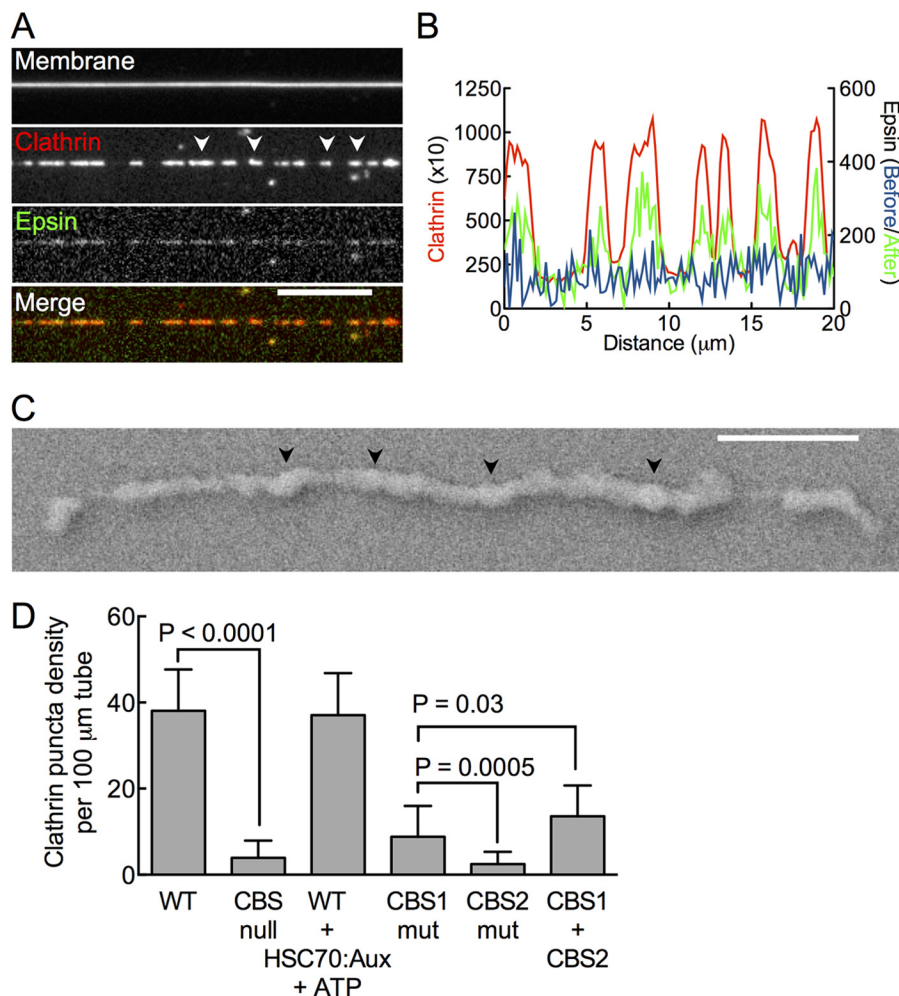 A
Membrane
Clathrin
Epsin
Merge
B
Clathrin (x10)
1250
1000
750
500
250
0
600
400
200
0
Epsin (Before/After)
0
5
10
15
20
Distance (μm)
C
D
Clathrin puncta density
per 100 μm tube
60
40
20
0
P < 0.0001
P = 0.03
P = 0.0005
WT
CBS
null
WT
+
HSC70:Aux
+ ATP
CBS1
mut
CBS2
mut
CBS1
+
CBS2